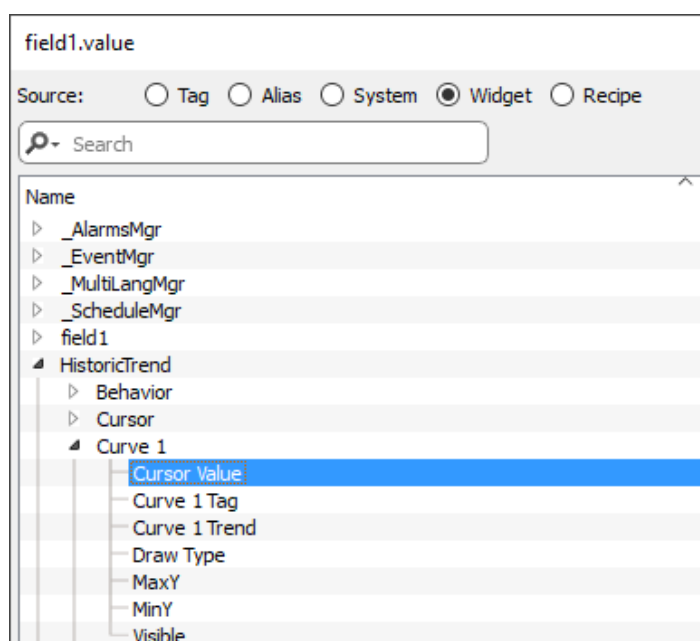 field1.value
Source: Tag Alias System Widget Recipe
Search
Name
_AlarmsMgr
_EventMgr
_MultiLangMgr
_ScheduleMgr
field1
HistoricTrend
Behavior
Cursor
Curve 1
Cursor Value
Curve 1 Tag
Curve 1 Trend
Draw Type
MaxY
MinY
Visible